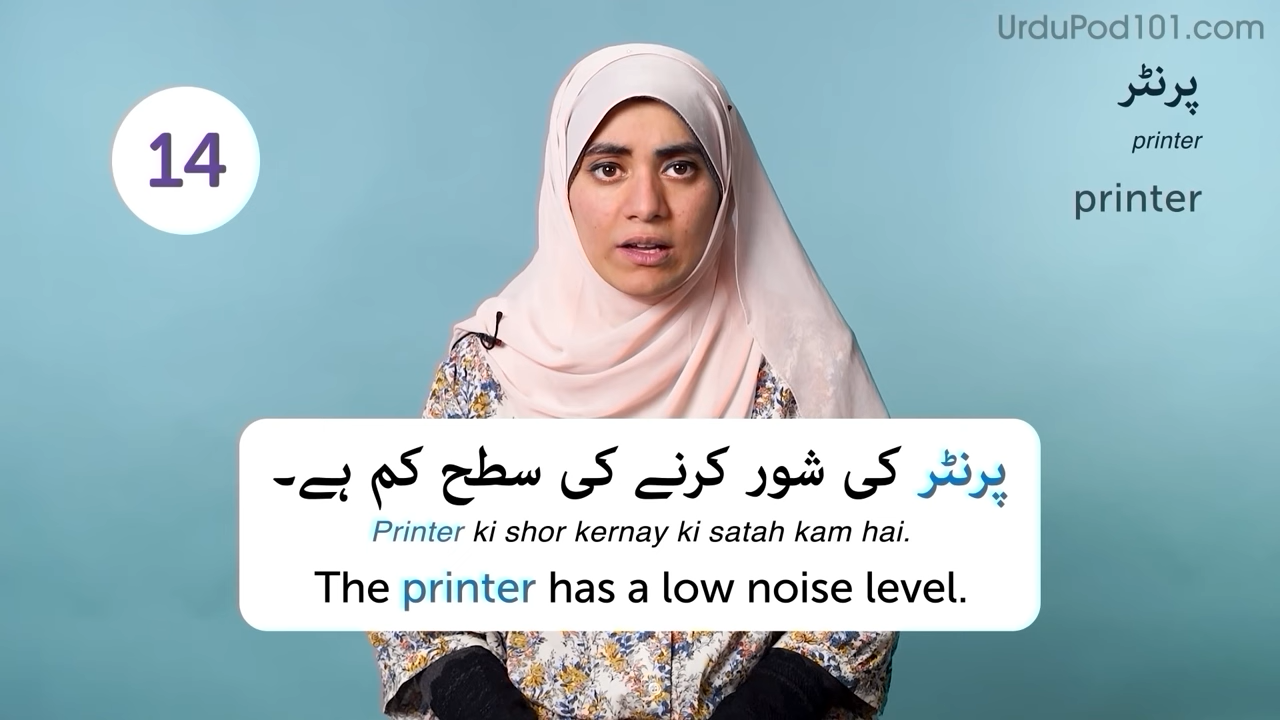 UrduPod101.com
14
پرنٹر
printer
printer
پرنٹر کی شور کرنے کی سطح کم ہے۔
Printer ki shor kernay ki satah kam hai.
The printer has a low noise level.